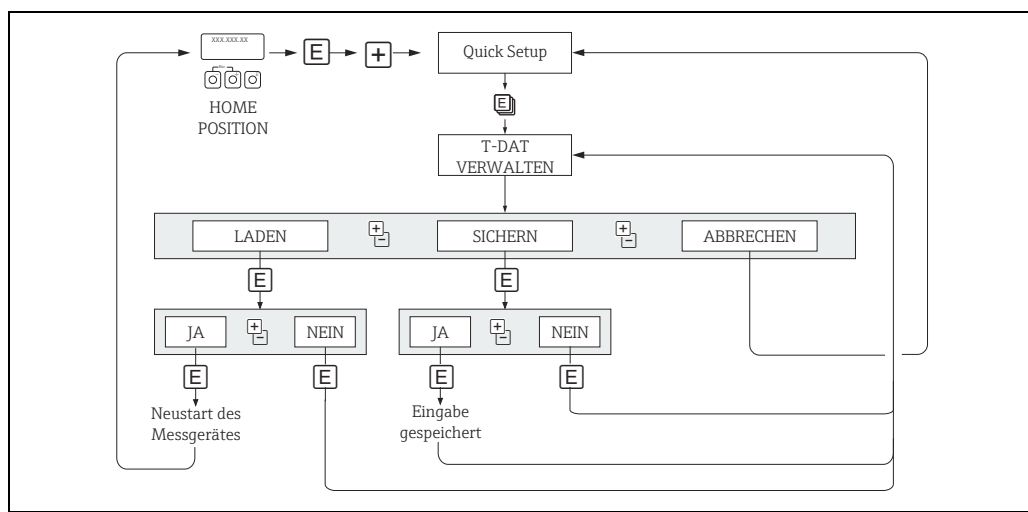 XXX.XXX.XX
Esc
E
+
Quick Setup
HOME
POSITION
E
T-DAT
VERWALTEN
LADEN
+
-
SICHERN
+
-
ABBRECHEN
E
E
JA
+
-
NEIN
JA
+
-
NEIN
E
E
E
E
Neustart des
Messgerätes
Eingabe
gespeichert